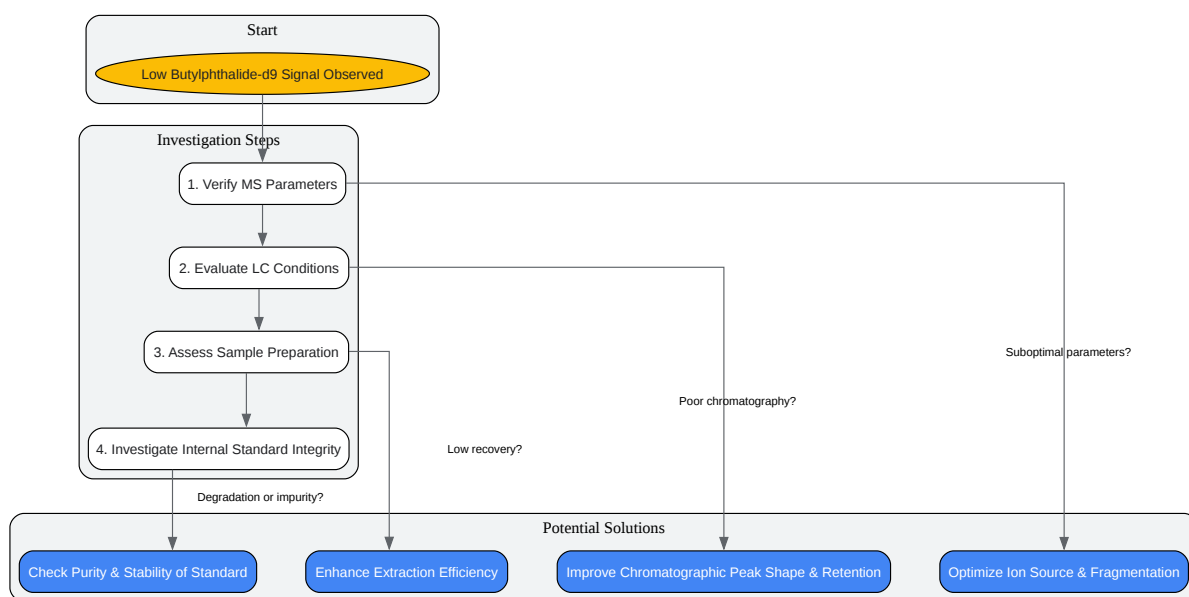 Start
Low Butylphthalide-d9 Signal Observed
Investigation Steps
1. Verify MS Parameters
2. Evaluate LC Conditions
3. Assess Sample Preparation
Suboptimal parameters?
Poor chromatography?
4. Investigate Internal Standard Integrity
Low recovery?
Degradation or impurity?
Potential Solutions
Check Purity & Stability of Standard
Enhance Extraction Efficiency
Improve Chromatographic Peak Shape & Retention
Optimize Ion Source & Fragmentation